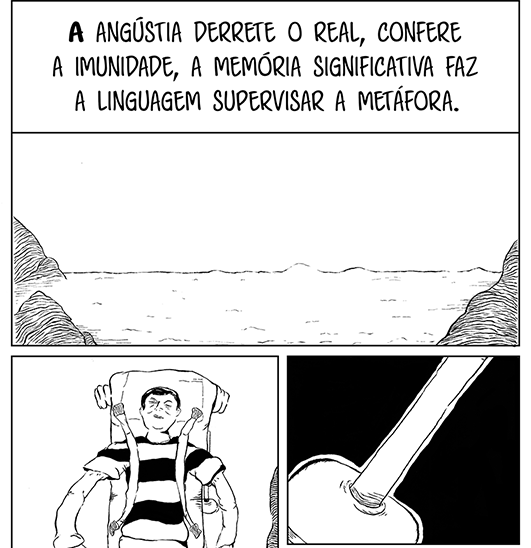 A ANGÚSTIA DERRETE O REAL, CONFERE
A IMUNIDADE, A MEMÓRIA SIGNIFICATIVA FAZ
A LINGUAGEM SUPERVISAR A METÁFORA.